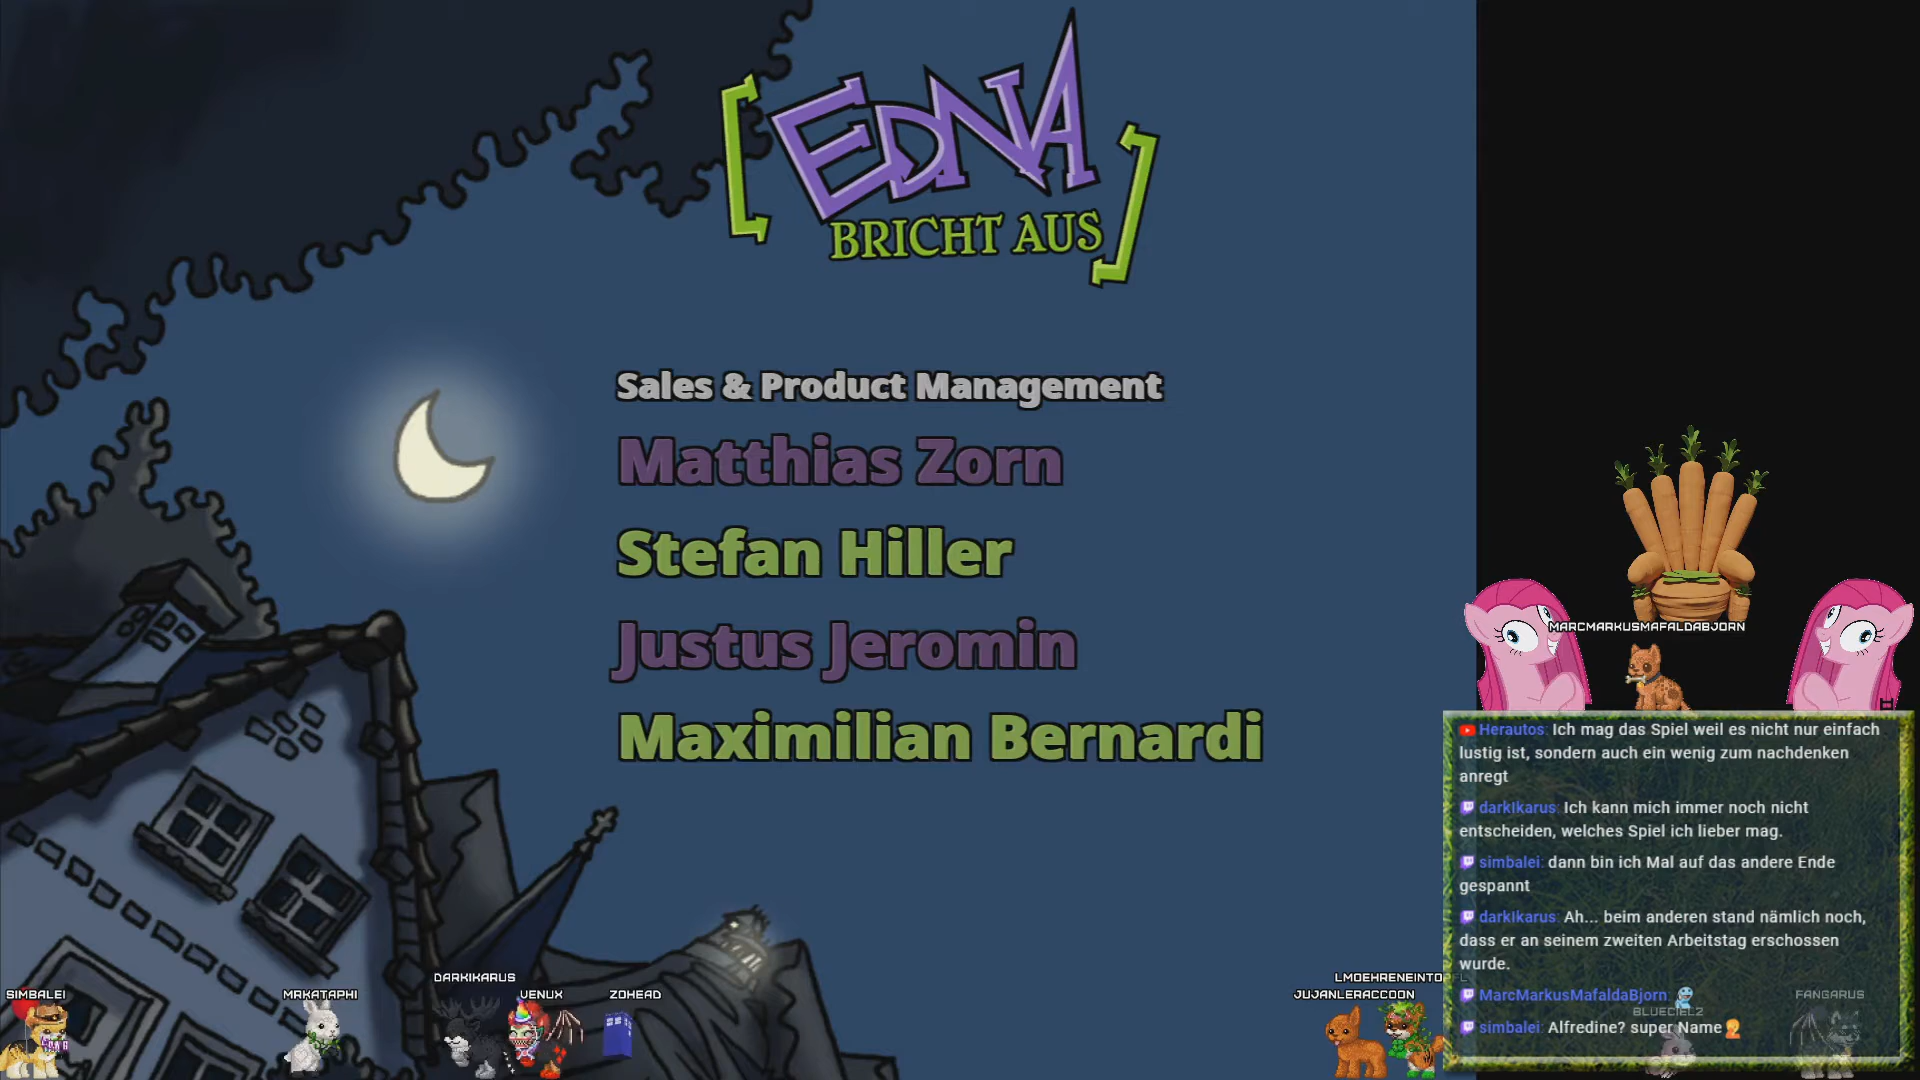 EDNA
BRICHT AUS
Sales & Product Management
Matthias Zorn
Stefan Hiller
Justus Jeromin
Maximilian Bernardi
MARCMARKUSMAFALDABJORN
Herautos: Ich mag das Spiel weil es nicht nur einfach
lustig ist, sondern auch ein wenig zum nachdenken
anregt
darkIkarus: Ich kann mich immer noch nicht
entscheiden, welches Spiel ich lieber mag.
simbalei: dann bin ich Mal auf das andere Ende
gespannt
darkIkarus: Ah... beim anderen stand nämlich noch,
dass er an seinem zweiten Arbeitstag erschossen
wurde.
MarcMarkusMafaldaBjorn
simbalei: Alfredine? super Name
SIMBALEI
MRKATAPHI
DARKIKARUS
VENUX
ZOHEAD
JUJANLERACCOON
FANGARUS
BLUECIEL2